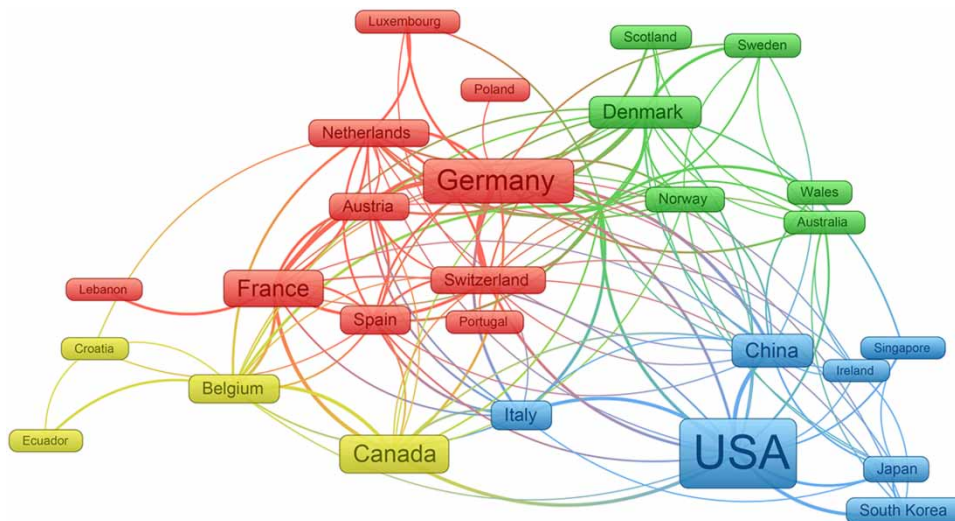 Luxembourg
Scotland
Sweden
Poland
Denmark
Netherlands
Germany
Wales
Norway
Austria
Australia
Switzerland
France
Lebanon
Spain
Portugal
China
Singapore
Croatia
Ireland
Belgium
Italy
Ecuador
Canada
USA
Japan
South Korea